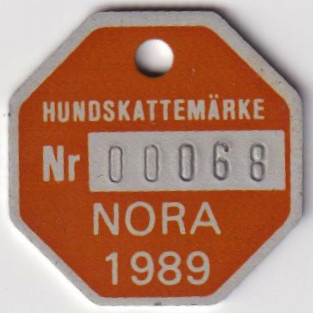 HUNDSKATTEMÄRKE
Nr 00068
NORA
1989